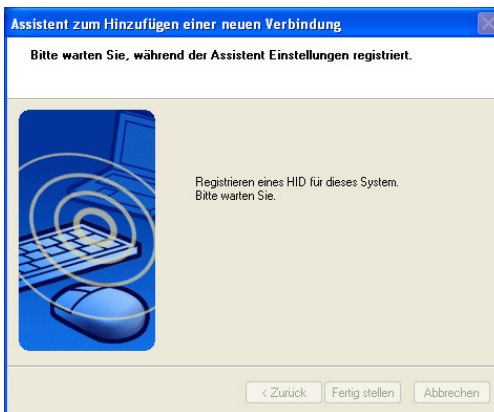 Assistent zum Hinzufügen einer neuen Verbindung
Bitte warten Sie, während der Assistent Einstellungen registriert.
Registrieren eines HID für dieses System.
Bitte warten Sie.
< Zurück
Fertig stellen
Abbrechen